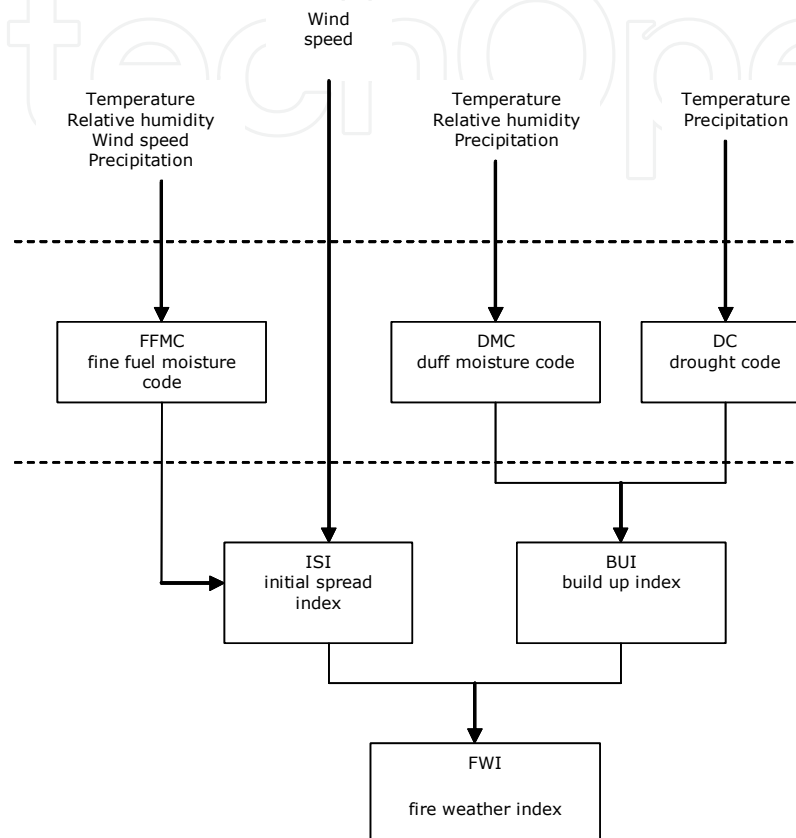 Wind
speed
Temperature
Relative humidity
Wind speed
Precipitation
Temperature
Relative humidity
Precipitation
Temperature
Precipitation
FFMC
fine fuel moisture
code
DMC
duff moisture code
DC
drought code
ISI
initial spread
index
BUI
build up index
FWI
fire weather index